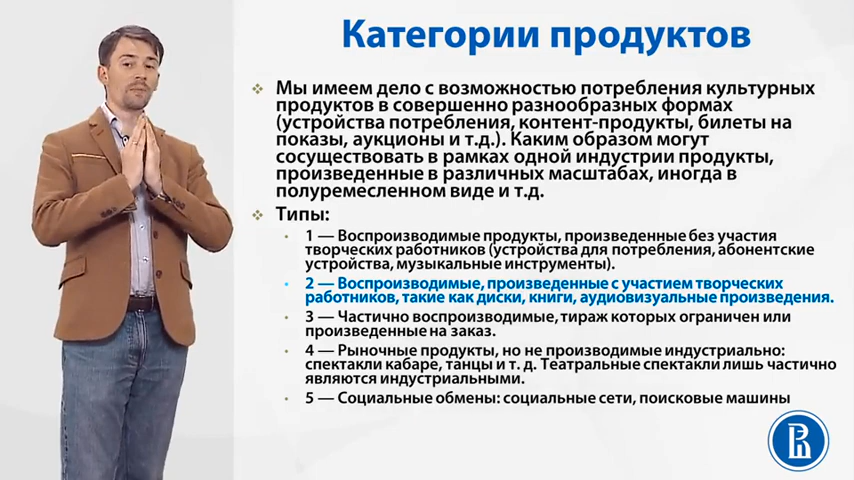 Категории продуктов
Мы имеем дело с возможностью потребления культурных
продуктов в совершенно разнообразных формах
(устройства потребления, контент-продукты, билеты на
показы, аукционы и т.д.). Каким образом могут
сосуществовать в рамках одной индустрии продукты,
произведенные в различных масштабах, иногда в
полуремесленном виде и т.д.
Типы:
1 — Воспроизводимые продукты, произведенные без участия
творческих работников (устройства для потребления, абонентские
устройства, музыкальные инструменты).
2 — Воспроизводимые, произведенные с участием творческих
работников, такие как диски, книги, аудиовизуальные произведения.
3 — Частично воспроизводимые, тираж которых ограничен или
произведенные на заказ.
4 — Рыночные продукты, но не производимые индустриально:
спектакли кабаре, танцы и т. д. Театральные спектакли лишь частично
являются индустриальными.
5 — Социальные обмены: социальные сети, поисковые машины